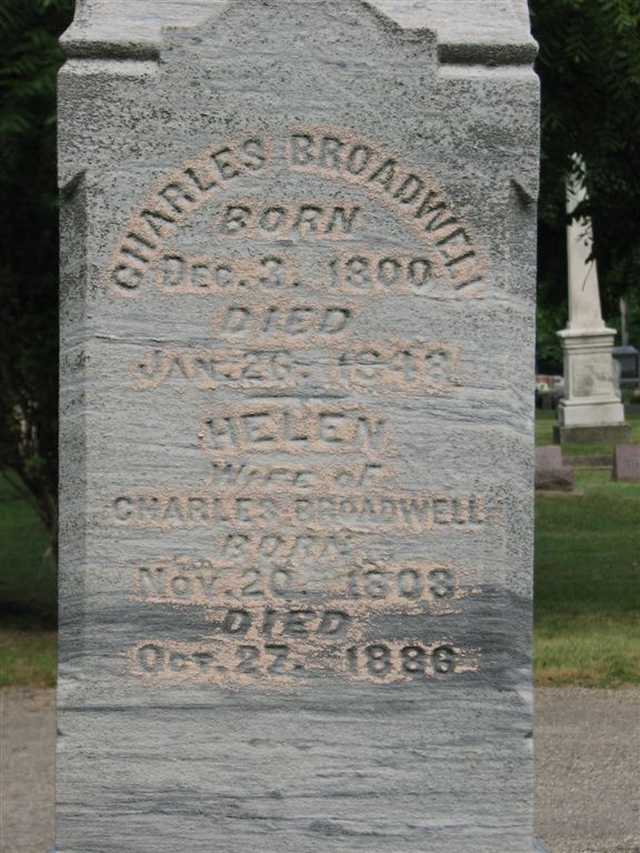 CHARLES BROADWELL
BORN
DEC. 3. 1800
DIED
JAN. 26. 1848
HELEN
WIFE OF
CHARLES BROADWELL
BORN
NOV. 20. 1808
DIED
OCT. 27. 1886